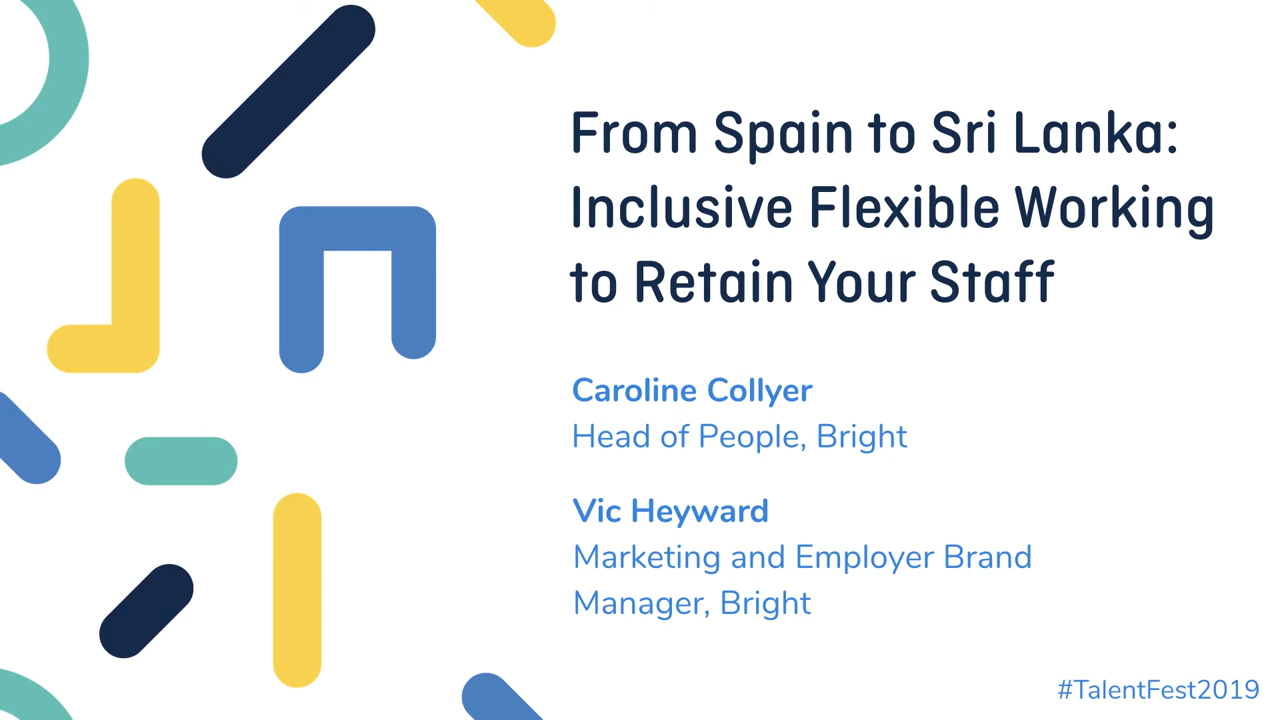 From Spain to Sri Lanka:
Inclusive Flexible Working
to Retain Your Staff
Caroline Collyer
Head of People, Bright
Vic Heyward
Marketing and Employer Brand
Manager, Bright
#TalentFest2019